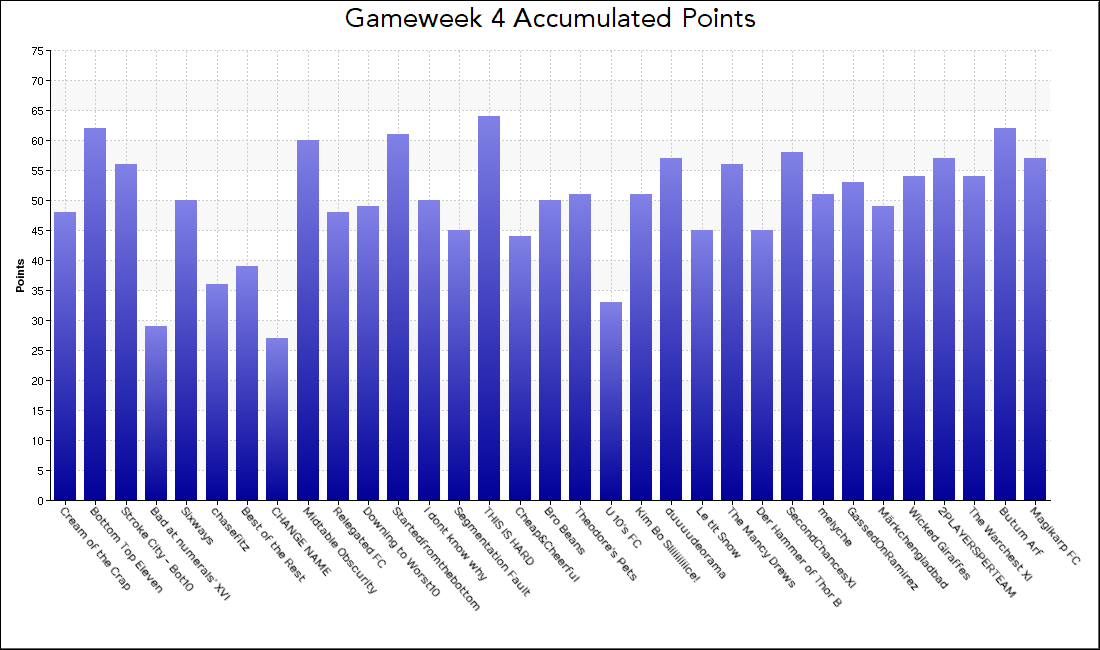 Gameweek 4 Accumulated Points
75
70
65
60
55
50
45
40
35
30
25
20
15
10
5
0
Points
Cream of the Crap
Bottom Top Eleven
Stroke City - Bot10
Bad at numerals' XVI
Sixways
chasefitz
Best of the Rest
CHANGE NAME
Midtable Obscurity
Relegated FC
Downing to Worst10
Startedfromthebottom
I dont know why
Segmentation Fault
THIS IS HARD
Cheap&Cheerful
Bro Beans
Theodore's Pets
U10's FC
Kim Bo Sliiiiiiice!
duuuuudeorama
Le tit Snow
The Mancy Drews
Der Hammer of Thor B
SecondChancesXI
melyche
GassedOnRamirez
Märkchengladbad
Wicked Giraffes
2PLAYERSPERTEAM
The Warchest XI
Butum Arf
Magikarp FC